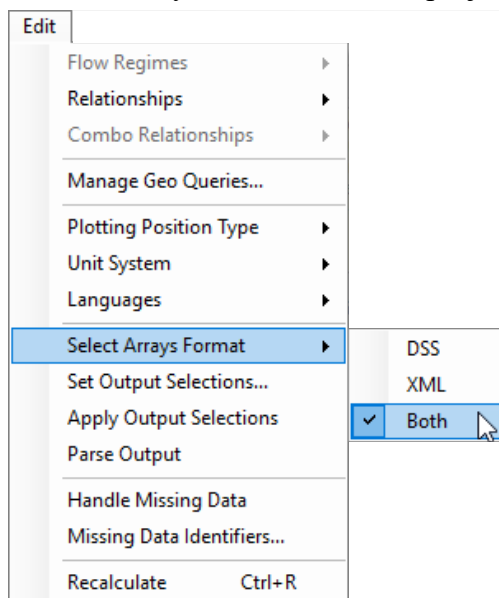 Edit
Flow Regimes
Relationships
Combo Relationships
Manage Geo Queries...
Plotting Position Type
Unit System
Languages
Select Arrays Format
DSS
Set Output Selections...
XML
Apply Output Selections
Both
Parse Output
Handle Missing Data
Missing Data Identifiers...
Recalculate Ctrl+R